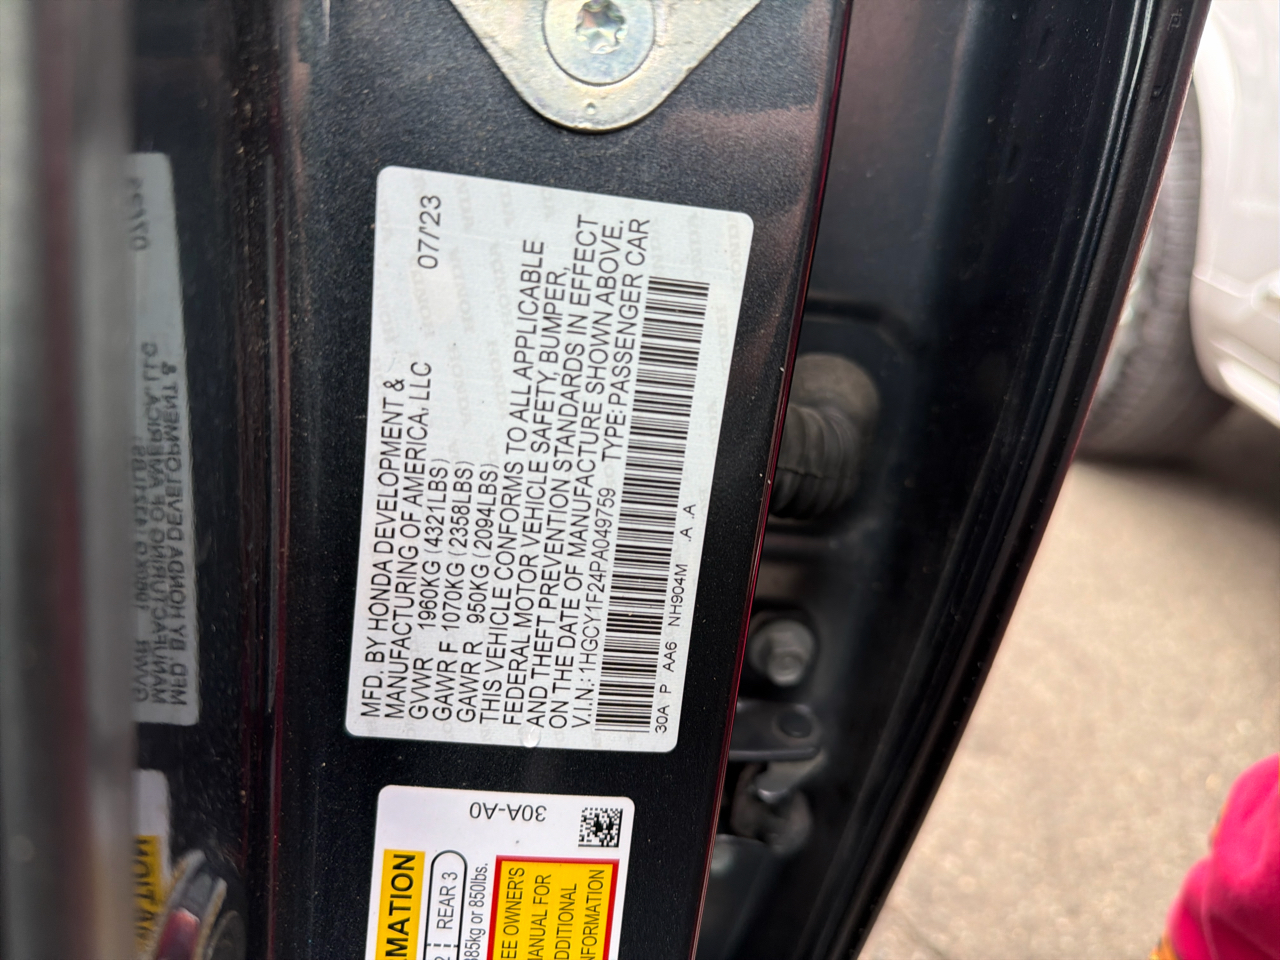 07/'23
MFD. BY HONDA DEVELOPMENT &
MANUFACTURING OF AMERICA, LLC
GVWR 1960KG (4321LBS)
GAWR F 1070KG (2358LBS)
GAWR R 950KG (2094LBS)
THIS VEHICLE CONFORMS TO ALL APPLICABLE
FEDERAL MOTOR VEHICLE SAFETY, BUMPER,
AND THEFT PREVENTION STANDARDS IN EFFECT
ON THE DATE OF MANUFACTURE SHOWN ABOVE.
V.I.N.: 1HGCY1F24PA049759 TYPE: PASSENGER CAR
30A P AA6 NH904M .A .A
30A-A0
MATION
REAR 3
385kg or 850lbs.
EE OWNER'S
ANUAL FOR
DDITIONAL
NFORMATION